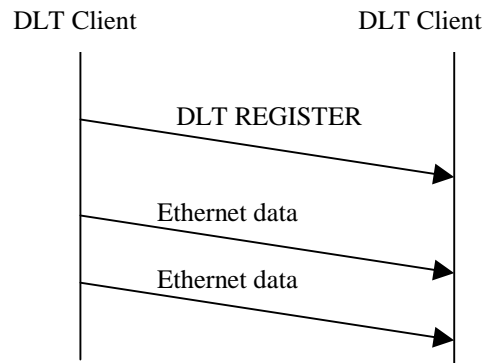 DLT Client
DLT Client
DLT REGISTER
Ethernet data
Ethernet data